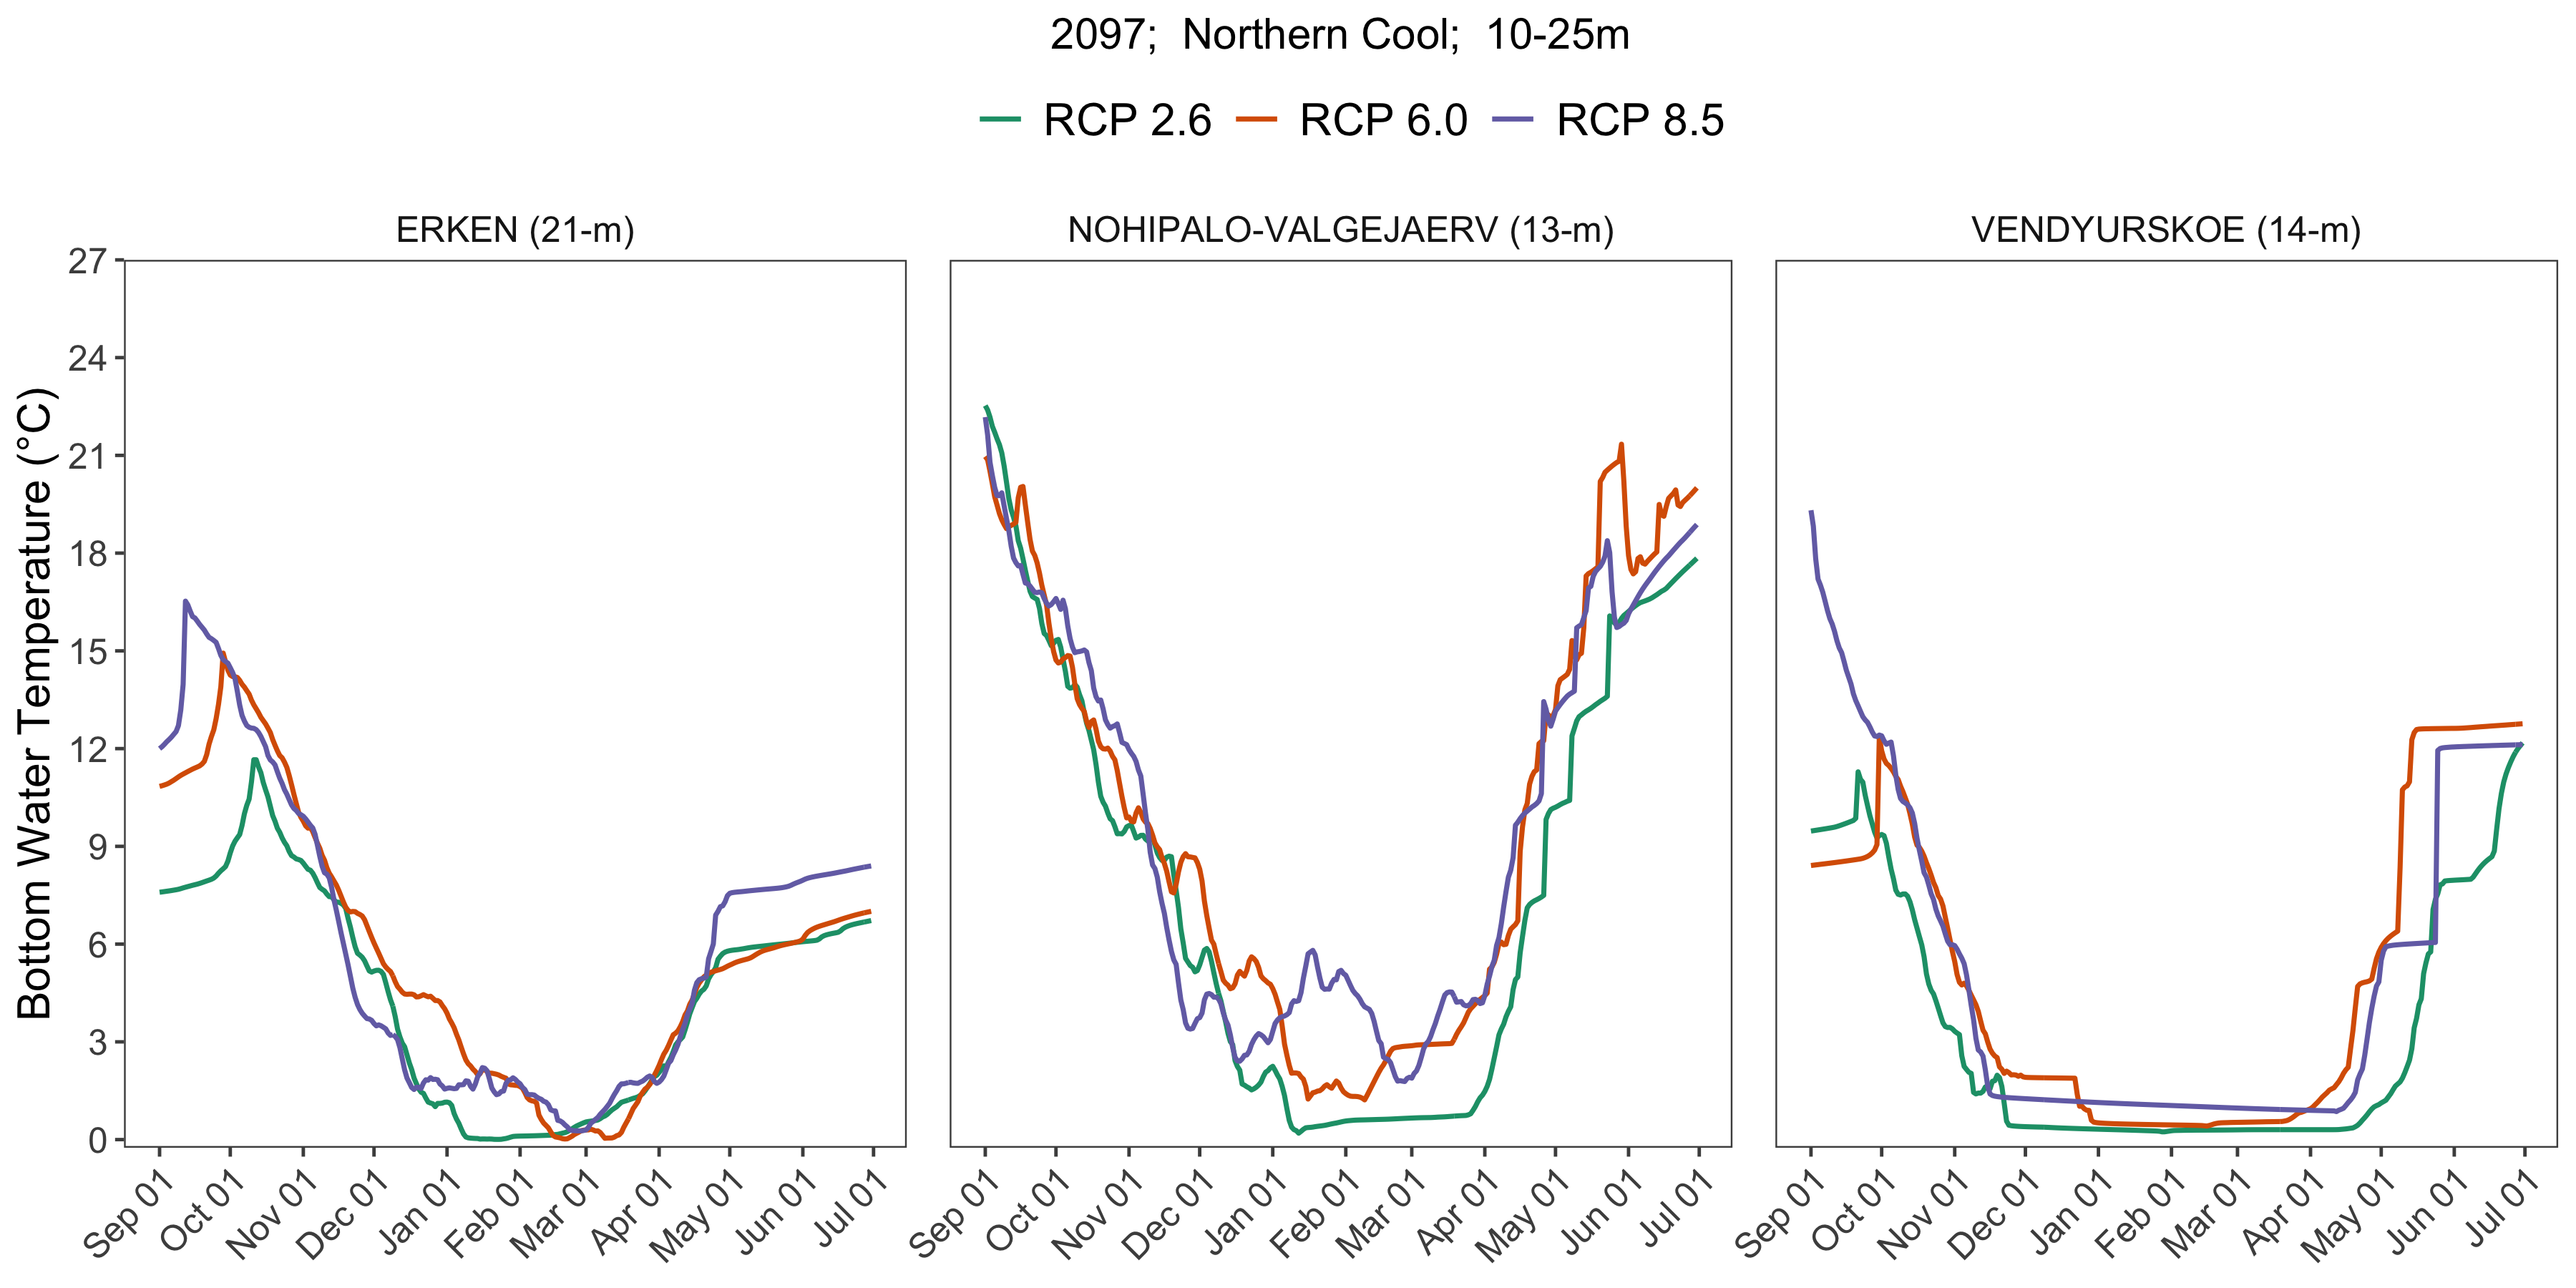 2097;  Northern Cool;  10-25m
RCP 2.6 RCP 6.0 RCP 8.5
ERKEN (21-m) NOHIPALO-VALGEJAERV (13-m) VENDYURSKOE (14-m)
Bottom Water Temperature (°C)
27
24
21
18
15
12
9
6
3
0
Sep 01 Oct 01 Nov 01 Dec 01 Jan 01 Feb 01 Mar 01 Apr 01 May 01 Jun 01 Jul 01
Sep 01 Oct 01 Nov 01 Dec 01 Jan 01 Feb 01 Mar 01 Apr 01 May 01 Jun 01 Jul 01
Sep 01 Oct 01 Nov 01 Dec 01 Jan 01 Feb 01 Mar 01 Apr 01 May 01 Jun 01 Jul 01